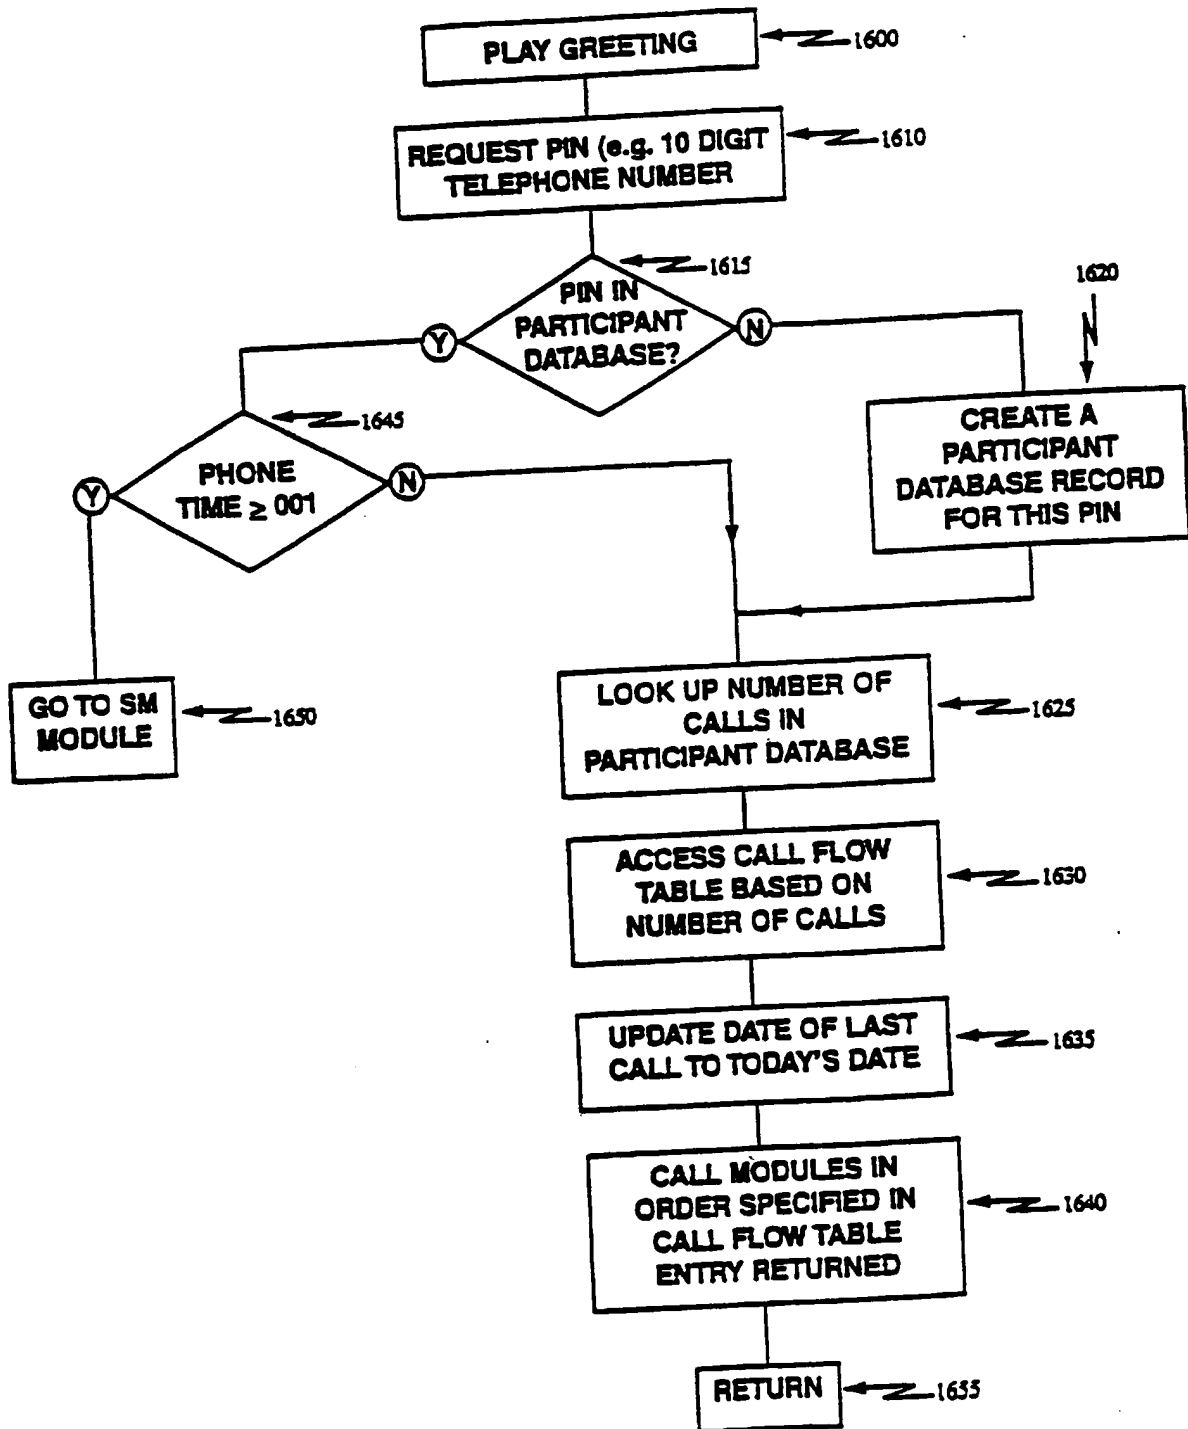 PLAY GREETING
1600
REQUEST PIN (e.g. 10 DIGIT
TELEPHONE NUMBER
1610
1615
PIN IN
PARTICIPANT
DATABASE?
Y
N
1620
CREATE A
PARTICIPANT
DATABASE RECORD
FOR THIS PIN
1645
PHONE
TIME ≥ 001
Y
N
GO TO SM
MODULE
1650
LOOK UP NUMBER OF
CALLS IN
PARTICIPANT DATABASE
1625
ACCESS CALL FLOW
TABLE BASED ON
NUMBER OF CALLS
1630
UPDATE DATE OF LAST
CALL TO TODAY'S DATE
1635
CALL MODULES IN
ORDER SPECIFIED IN
CALL FLOW TABLE
ENTRY RETURNED
1640
RETURN
1655